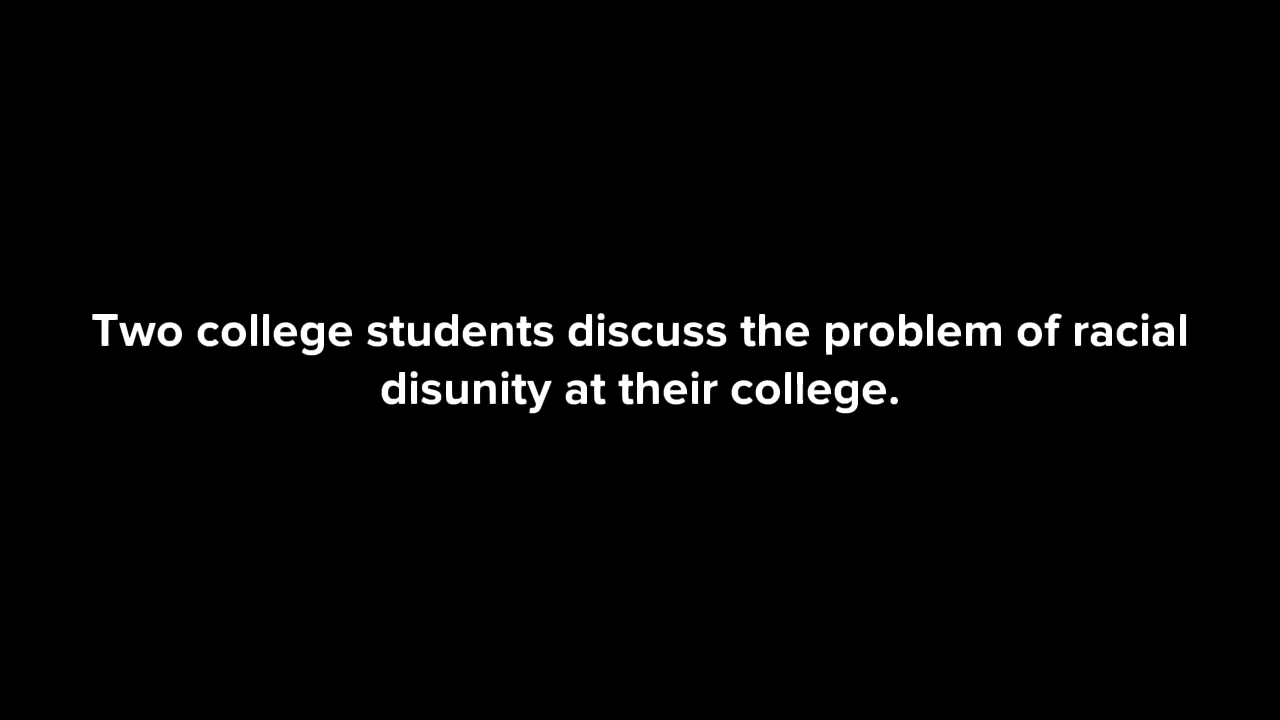 Two college students discuss the problem of racial
disunity at their college.